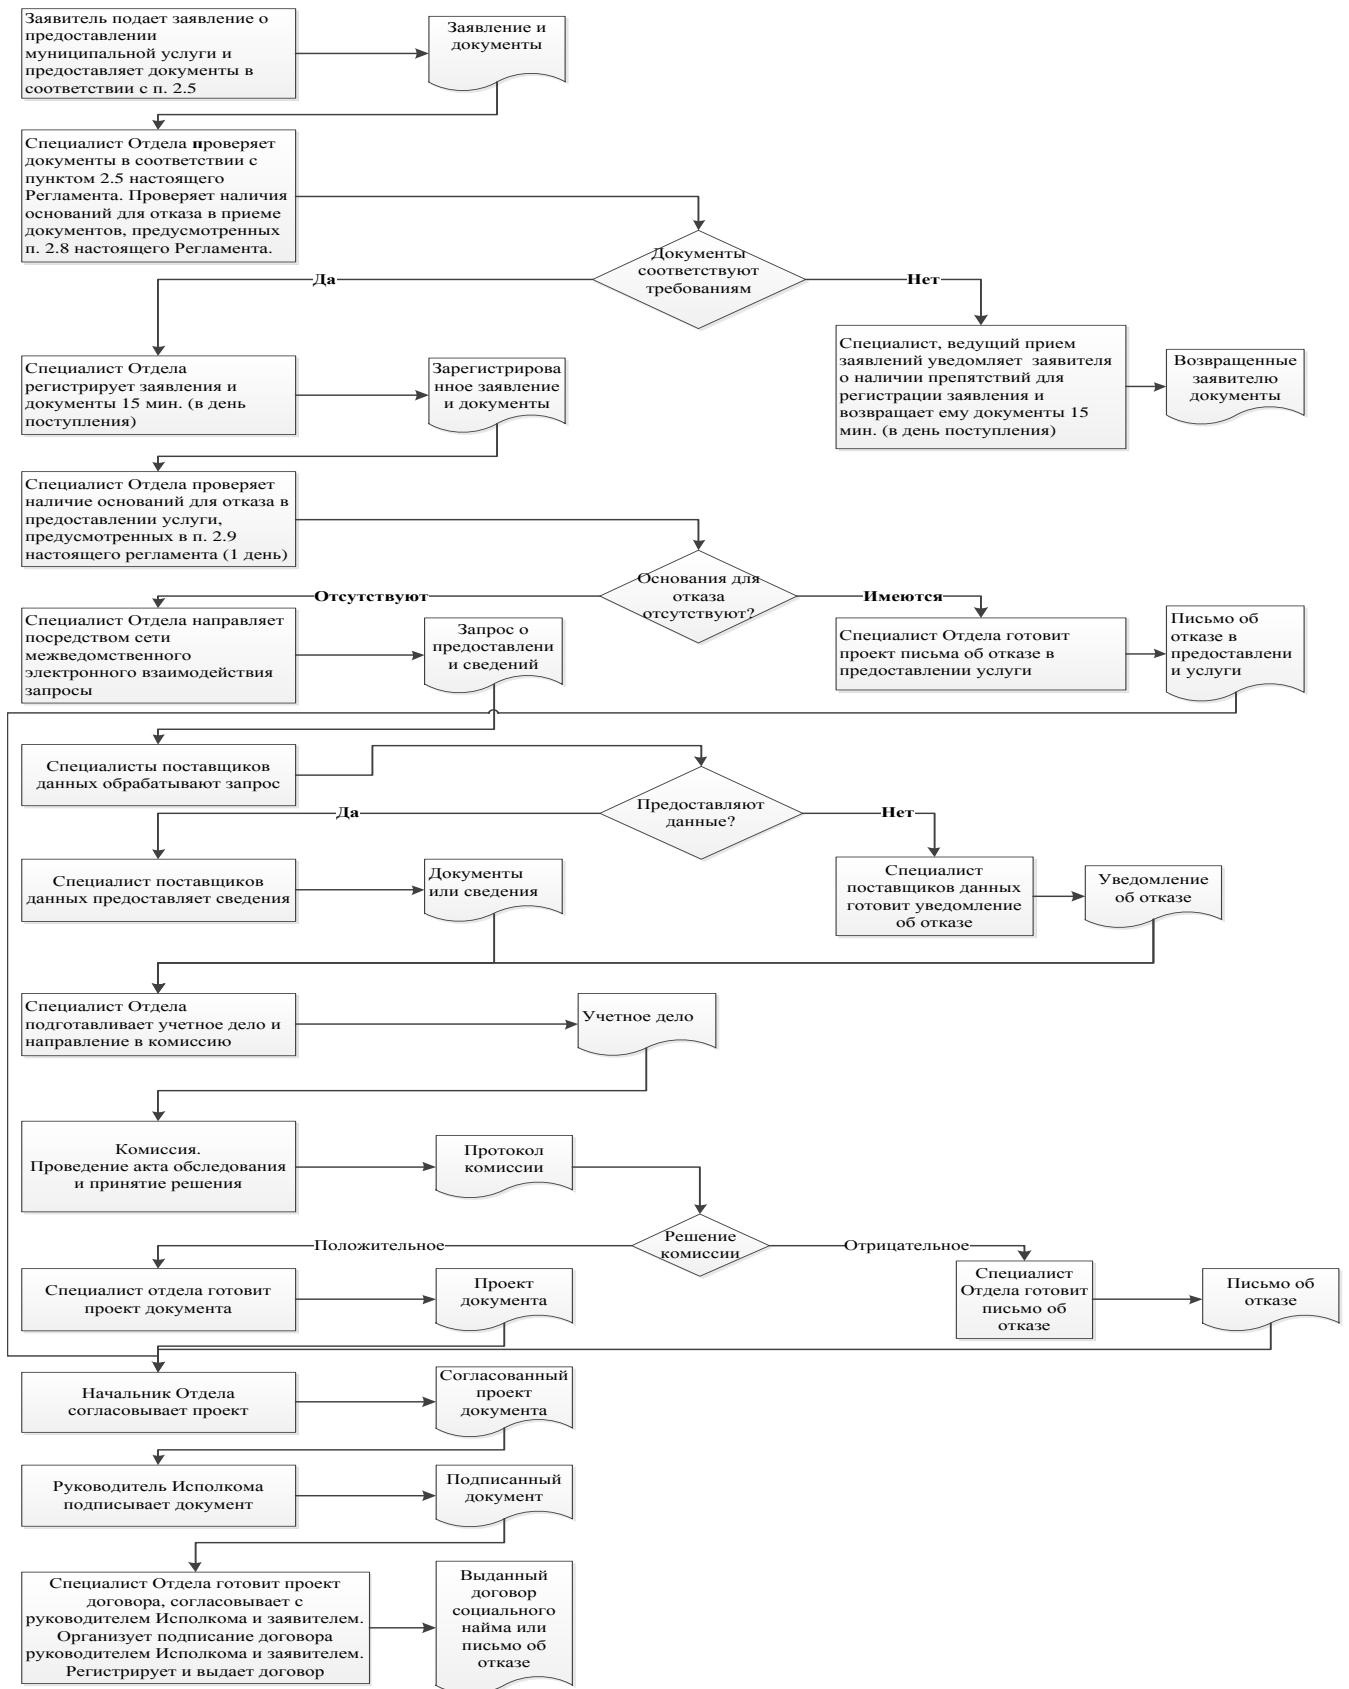 Заявитель подает заявление о
предоставлении
муниципальной услуги и
предоставляет документы в
соответствии с п. 2.5
Заявление и
документы
Специалист Отдела проверяет
документы в соответствии с
пунктом 2.5 настоящего
Регламента. Проверяет наличия
оснований для отказа в приеме
документов, предусмотренных
п. 2.8 настоящего Регламента.
Документы
соответствуют
требованиям
Да
Нет
Специалист Отдела
регистрирует заявления и
документы 15 мин. (в день
поступления)
Зарегистрирова
нное заявление
и документы
Специалист, ведущий прием
заявлений уведомляет заявителя
о наличии препятствий для
регистрации заявления и
возвращает ему документы 15
мин. (в день поступления)
Возвращенные
заявителю
документы
Специалист Отдела проверяет
наличие оснований для отказа в
предоставлении услуги,
предусмотренных в п. 2.9
настоящего регламента (1 день)
Основания для
отказа
отсутствуют?
Отсутствуют
Имеются
Специалист Отдела направляет
посредством сети
межведомственного
электронного взаимодействия
запросы
Запрос о
предоставлени
и сведений
Специалист Отдела готовит
проект письма об отказе в
предоставлении услуги
Письмо об
отказе в
предоставлени
и услуги
Специалисты поставщиков
данных обрабатывают запрос
Предоставляют
данные?
Да
Нет
Специалист поставщиков
данных предоставляет сведения
Документы
или сведения
Специалист
поставщиков данных
готовит уведомление
об отказе
Уведомление
об отказе
Специалист Отдела
подготавливает учетное дело и
направление в комиссию
Учетное дело
Комиссия.
Проведение акта обследования
и принятие решения
Протокол
комиссии
Решение
комиссии
Положительное
Отрицательное
Специалист отдела готовит
проект документа
Проект
документа
Специалист
Отдела готовит
письмо об
отказе
Письмо об
отказе
Начальник Отдела
согласовывает проект
Согласованный
проект
документа
Руководитель Исполкома
подписывает документ
Подписанный
документ
Специалист Отдела готовит проект
договора, согласовывает с
руководителем Исполкома и заявителем.
Организует подписание договора
руководителем Исполкома и заявителем.
Регистрирует и выдает договор
Выданный
договор
социального
найма или
письмо об
отказе